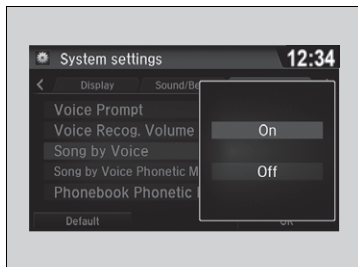 System settings
12:34
Display
Sound/Be
Voice Prompt
Voice Recog. Volume
Song by Voice
Song by Voice Phonetic M
Phonebook Phonetic
On
Off
Default